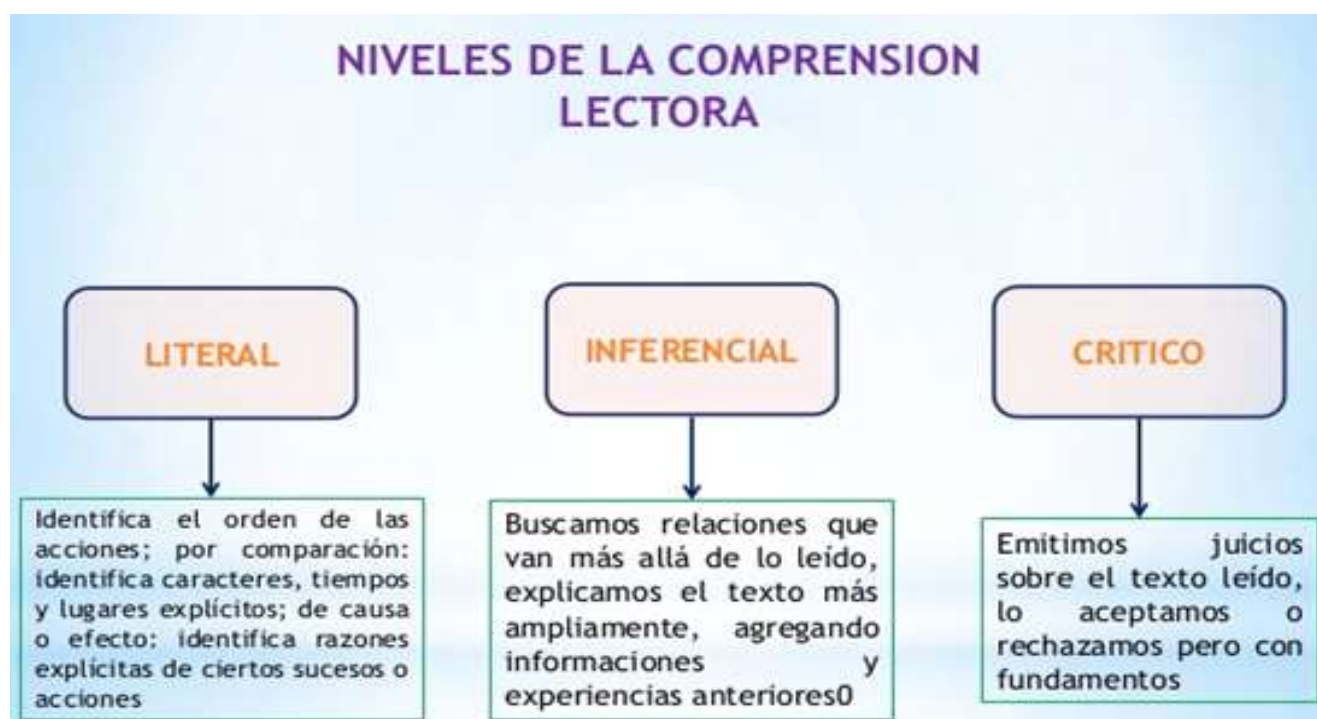 NIVELES DE LA COMPRENSION
LECTORA
LITERAL
Identifica el orden de las
acciones; por comparación:
identifica caracteres, tiempos
y lugares explícitos; de causa
o efecto: identifica razones
explícitas de ciertos sucesos o
acciones
INFERENCIAL
Buscamos relaciones que
van más allá de lo leído,
explicamos el texto más
ampliamente, agregando
informaciones y
experiencias anteriores0
CRITICO
Emitimos juicios
sobre el texto leído,
lo aceptamos o
rechazamos pero con
fundamentos